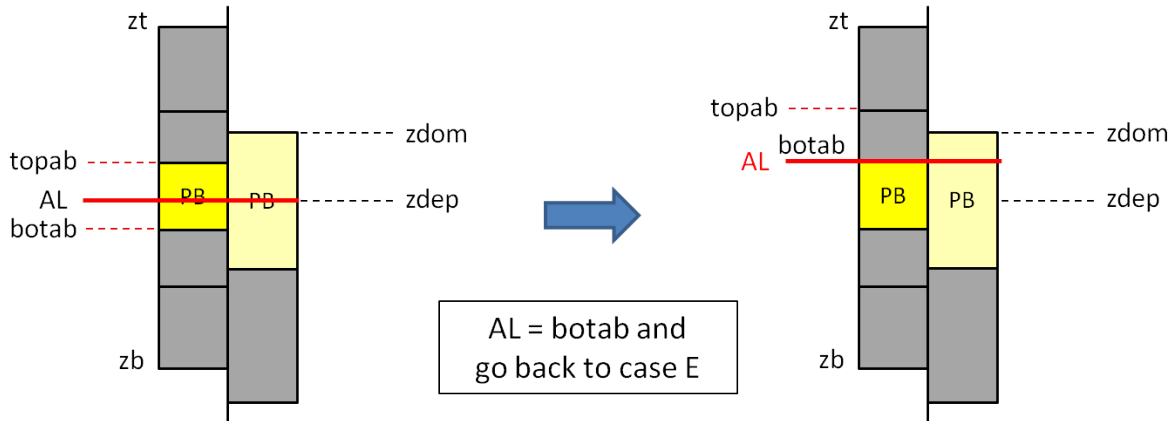 zt
topab
AL
botab
zb
PB
PB
zdom
zdep
AL = botab and
go back to case E
zt
topab
botab
AL
zb
PB
PB
zdom
zdep